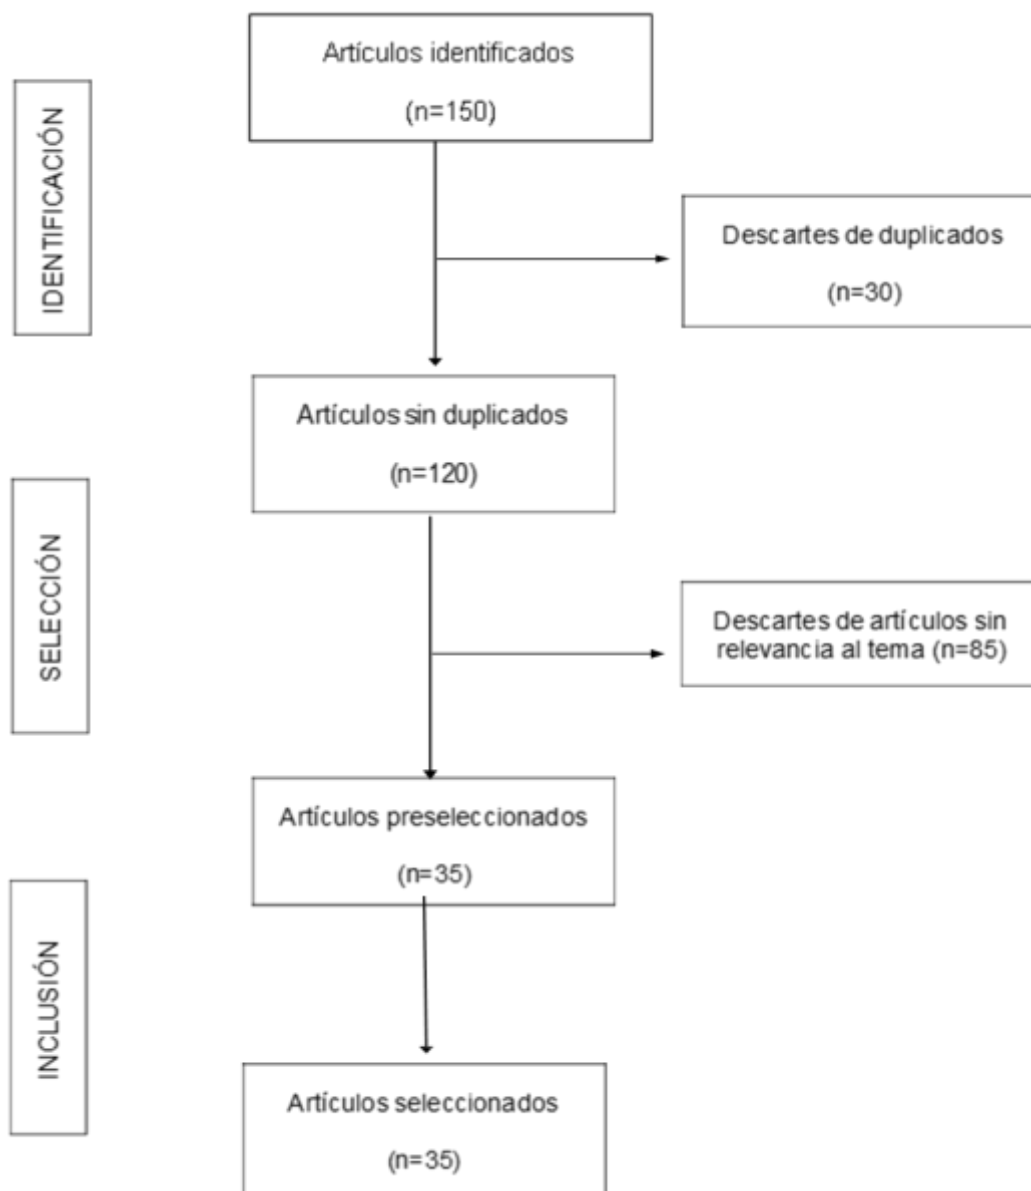 Artículos identificados
(n=150)
IDENTIFICACIÓN
Descartes de duplicados
(n=30)
Artículos sin duplicados
(n=120)
SELECCIÓN
Descartes de artículos sin
relevancia al tema (n=85)
Artículos preseleccionados
(n=35)
INCLUSIÓN
Artículos seleccionados
(n=35)